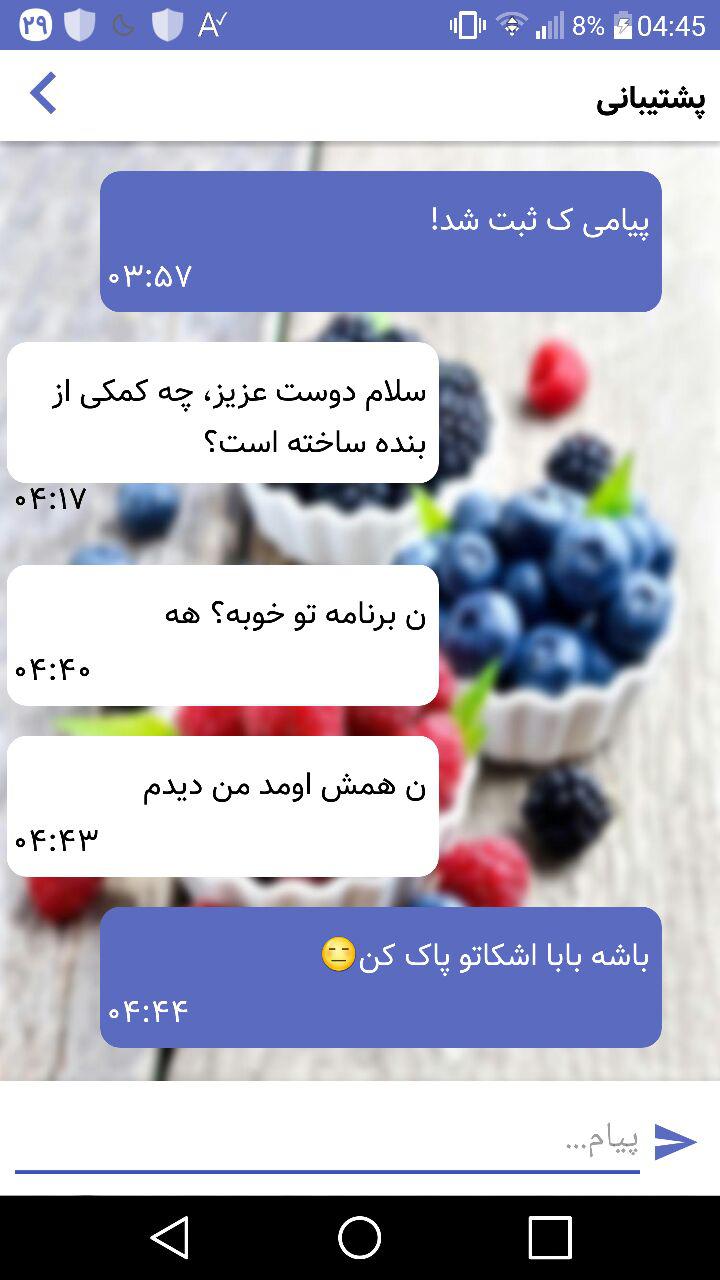 ۲۹ 8% 04:45
پشتیبانی
پیامی ک ثبت شد!
۰۳:۵۷
سلام دوست عزیز، چه کمکی از
بنده ساخته است؟
۰۴:۱۷
ن برنامه تو خوبه؟ هه
۰۴:۴۰
ن همش اومد من دیدم
۰۴:۴۳
باشه بابا اشکاتو پاک کن😑
۰۴:۴۴
پیام...